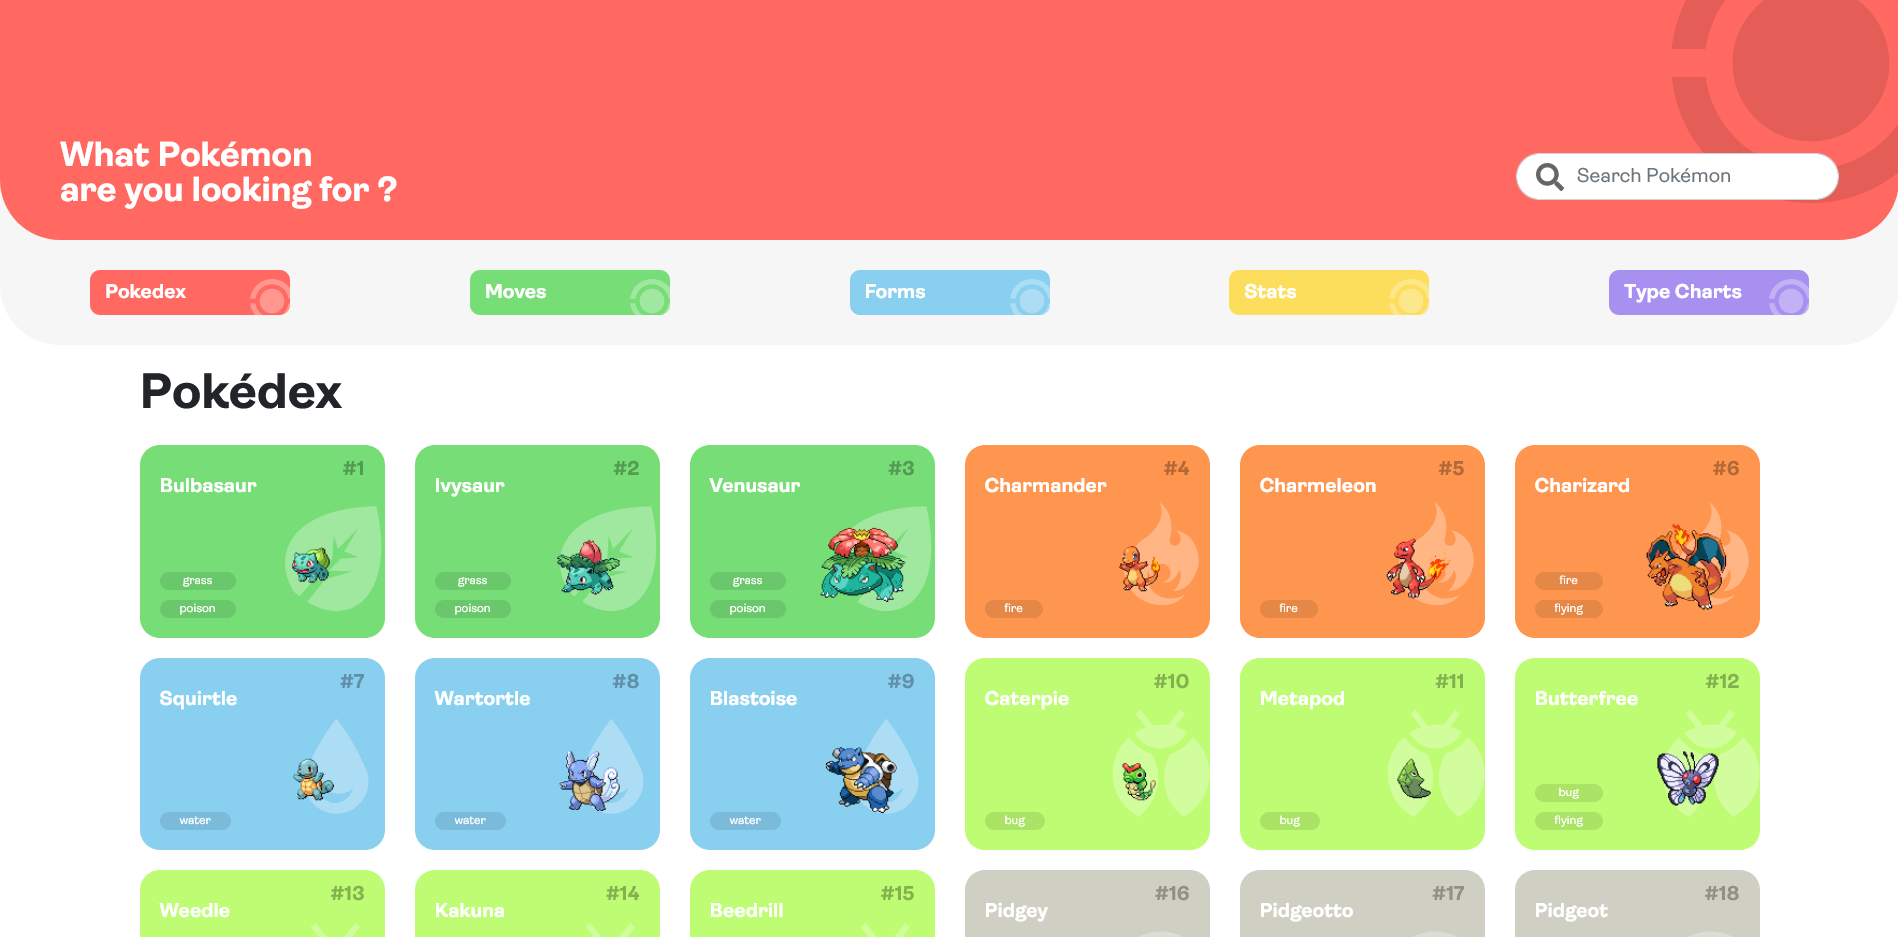 What Pokémon
are you looking for ?
Search Pokémon
Pokedex
Moves
Forms
Stats
Type Charts
Pokédex
#1
Bulbasaur
grass
poison
#2
Ivysaur
grass
poison
#3
Venusaur
grass
poison
#4
Charmander
fire
#5
Charmeleon
fire
#6
Charizard
fire
flying
#7
Squirtle
water
#8
Wartortle
water
#9
Blastoise
water
#10
Caterpie
bug
#11
Metapod
bug
#12
Butterfree
bug
flying
#13
Weedle
#14
Kakuna
#15
Beedrill
#16
Pidgey
#17
Pidgeotto
#18
Pidgeot